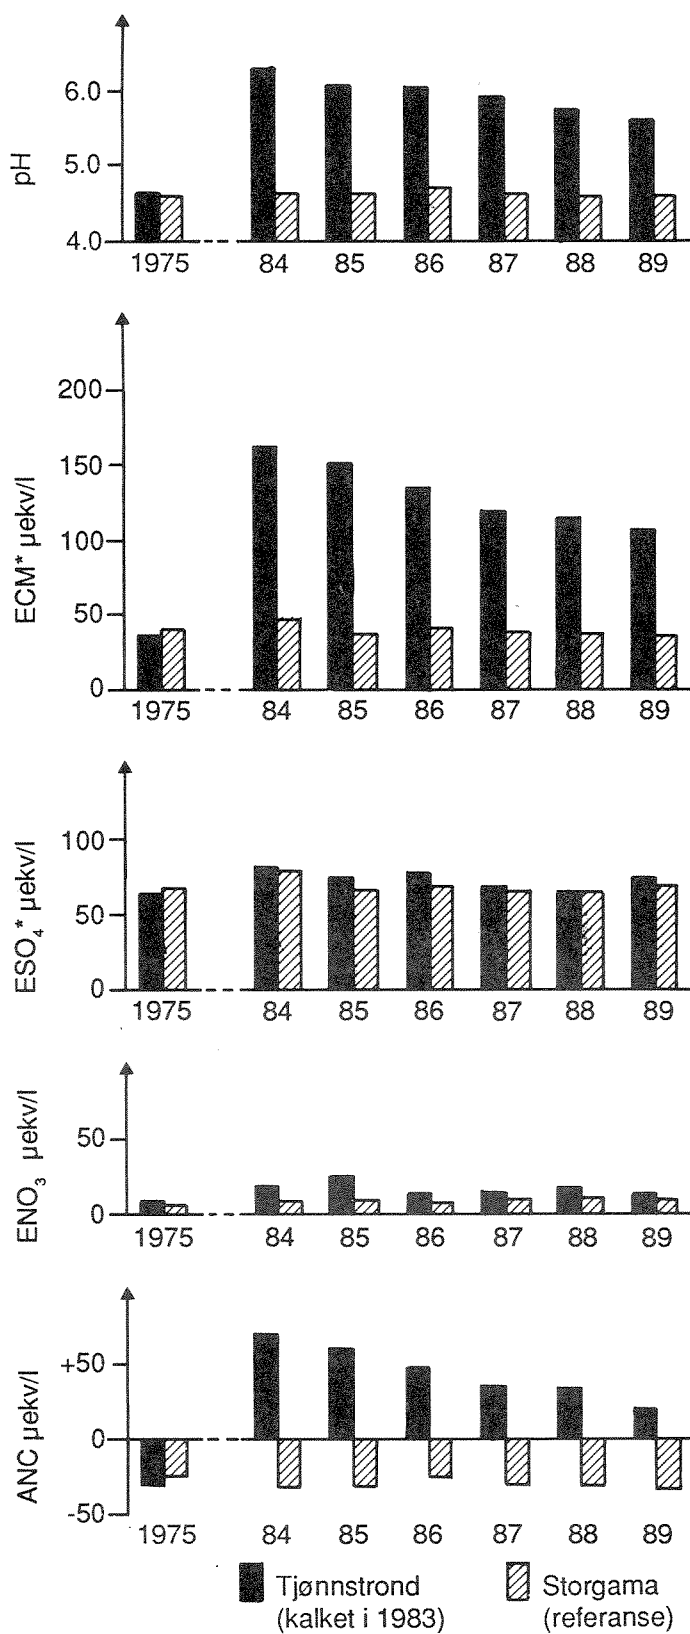 pH
6.0
5.0
4.0
1975 84 85 86 87 88 89
ECM* µekv/l
200
150
100
50
0
1975 84 85 86 87 88 89
ESO₄* µekv/l
100
50
0
1975 84 85 86 87 88 89
ENO₃ µekv/l
50
0
1975 84 85 86 87 88 89
ANC µekv/l
+50
0
-50
1975 84 85 86 87 88 89
Tjønnstrond
(kalket i 1983)
Storgama
(referanse)